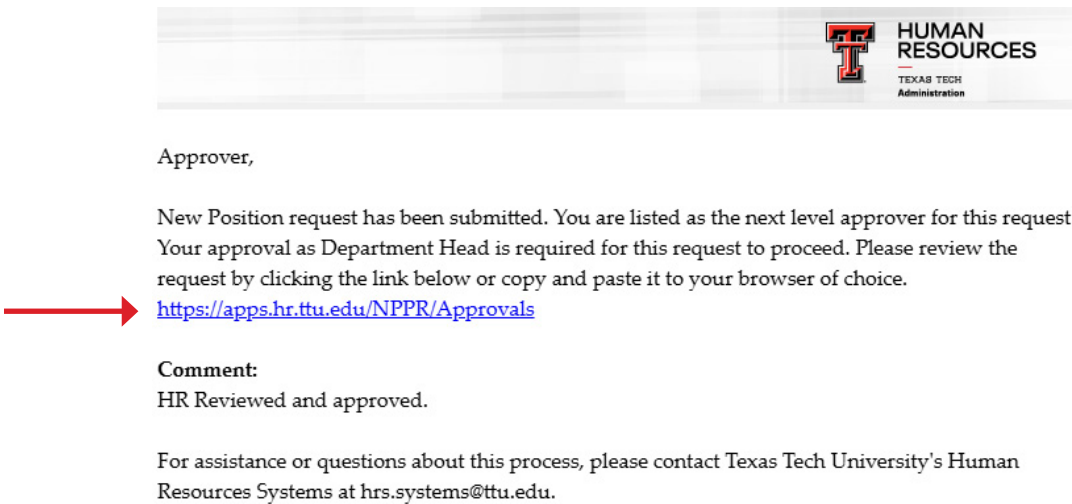 HUMAN
RESOURCES
TEXAS TECH
Administration
Approver,
New Position request has been submitted. You are listed as the next level approver for this request
Your approval as Department Head is required for this request to proceed. Please review the
request by clicking the link below or copy and paste it to your browser of choice.
https://apps.hr.ttu.edu/NPPR/Approvals
Comment:
HR Reviewed and approved.
For assistance or questions about this process, please contact Texas Tech University's Human
Resources Systems at hrs.systems@ttu.edu.